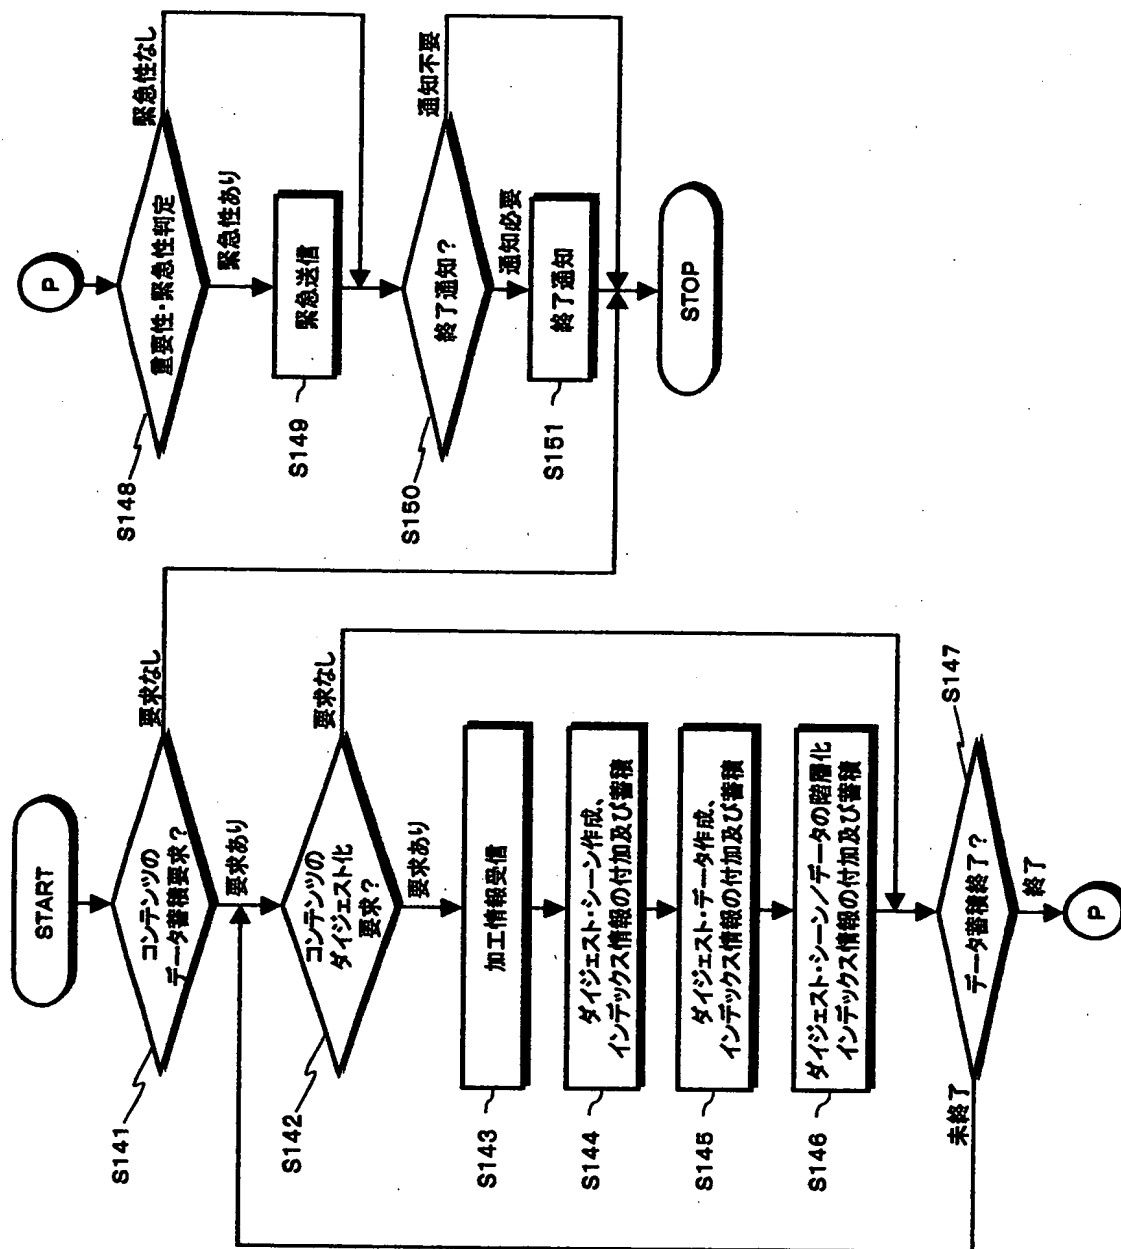 START
S141
コンテンツの
データ蓄積要求?
要求なし
要求あり
S142
コンテンツの
ダイジェスト化
要求?
要求なし
要求あり
S143
加工情報受信
S144
ダイジェスト・シーン作成、
インデックス情報の付加及び蓄積
S145
ダイジェスト・データ作成、
インデックス情報の付加及び蓄積
S146
ダイジェスト・シーン/データの階層化
インデックス情報の付加及び蓄積
S147
データ蓄積終了?
未終了
終了
P
P
S148
重要性・緊急性判定
緊急性なし
緊急性あり
S149
緊急送信
S150
終了通知?
通知不要
通知必要
S151
終了通知
STOP